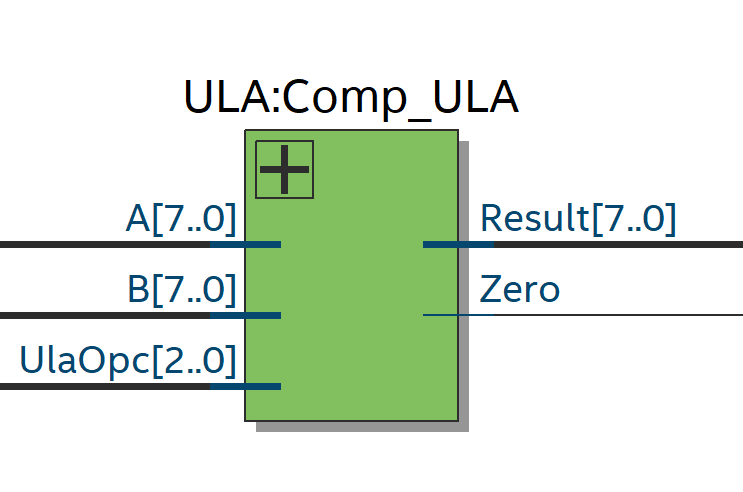 ULA:Comp_ULA
A[7..0]
Result[7..0]
B[7..0]
Zero
UlaOpc[2..0]